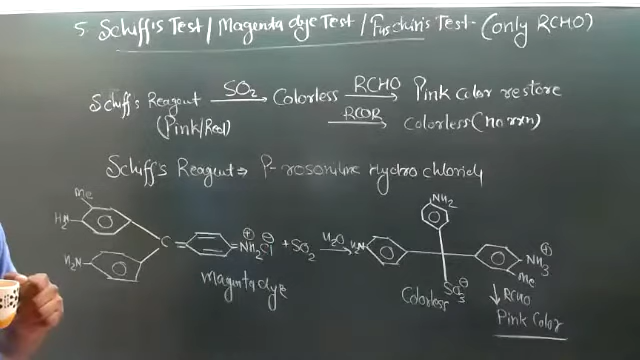 5. Schiff's Test/Magenta dye Test/Fuschin's Test-(only RCHO)
Schiff's Reagent SO2 Colorless RCHO Pink color restore
(Pink/Red) RCOR colorless (no rxn)
Schiff's Reagent ⇒ P-rosaniline Hydrochloride
Me
H2N
H2N
C
NH2 Cl
⊕ ⊖
+ SO2
H2O
Magenta dye
NH2
H2N
SO3 ⊖
NH3 ⊕
Me
Colorless
↓ RCHO
Pink Color